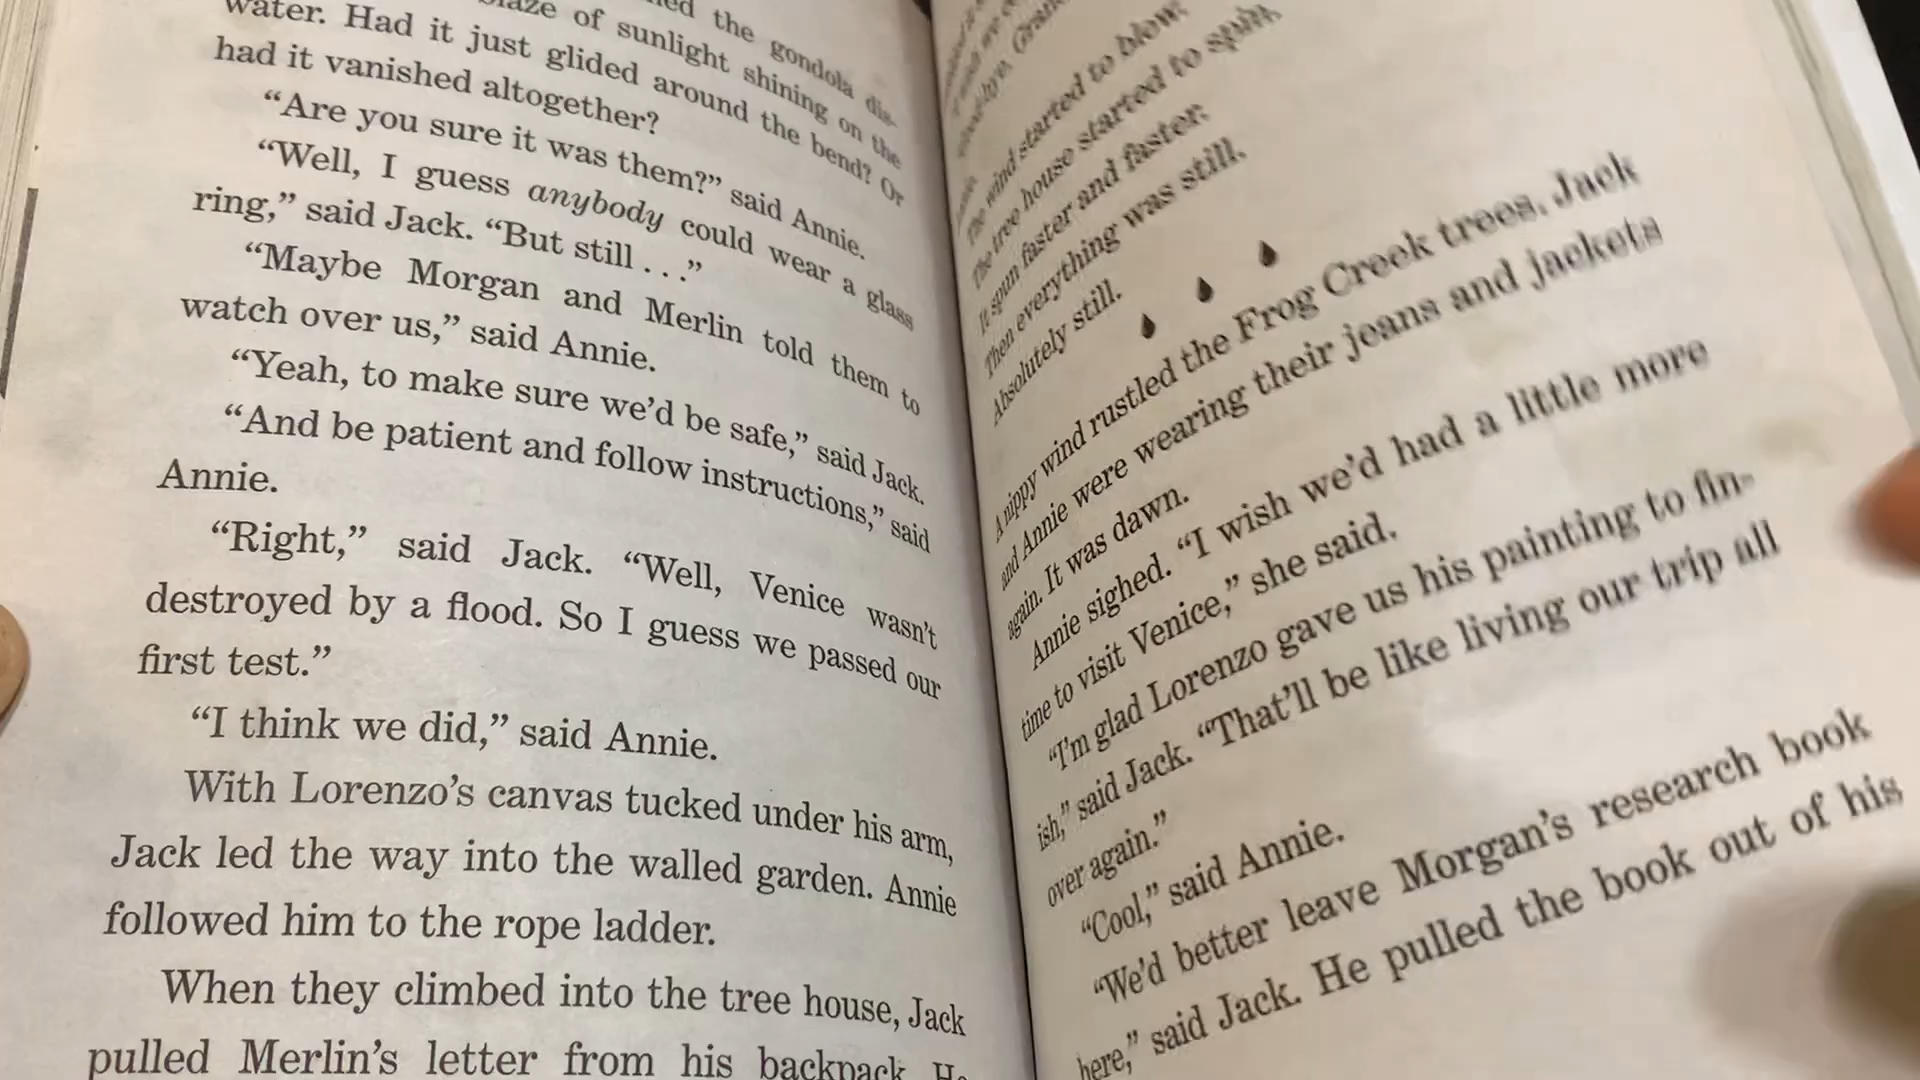 the gondola dis-
of sunlight shining on the
water. Had it just glided around the bend? Or
had it vanished altogether?
“Are you sure it was them?” said Annie.
“Well, I guess anybody could wear a glass
ring,” said Jack. “But still . . .”
“Maybe Morgan and Merlin told them to
watch over us,” said Annie.
“Yeah, to make sure we’d be safe,” said Jack.
“And be patient and follow instructions,” said
Annie.
“Right,” said Jack. “Well, Venice wasn’t
destroyed by a flood. So I guess we passed our
first test.”
“I think we did,” said Annie.
With Lorenzo’s canvas tucked under his arm,
Jack led the way into the walled garden. Annie
followed him to the rope ladder.
When they climbed into the tree house, Jack
pulled Merlin’s letter from his backpack. He
The wind started to blow.
The tree house started to spin.
It spun faster and faster.
Then everything was still.
Absolutely still.
A nippy wind rustled the Frog Creek trees. Jack
and Annie were wearing their jeans and jackets
again. It was dawn.
Annie sighed. “I wish we’d had a little more
time to visit Venice,” she said.
“I’m glad Lorenzo gave us his painting to fin-
ish,” said Jack. “That’ll be like living our trip all
over again.”
“Cool,” said Annie.
“We’d better leave Morgan’s research book
here,” said Jack. He pulled the book out of his